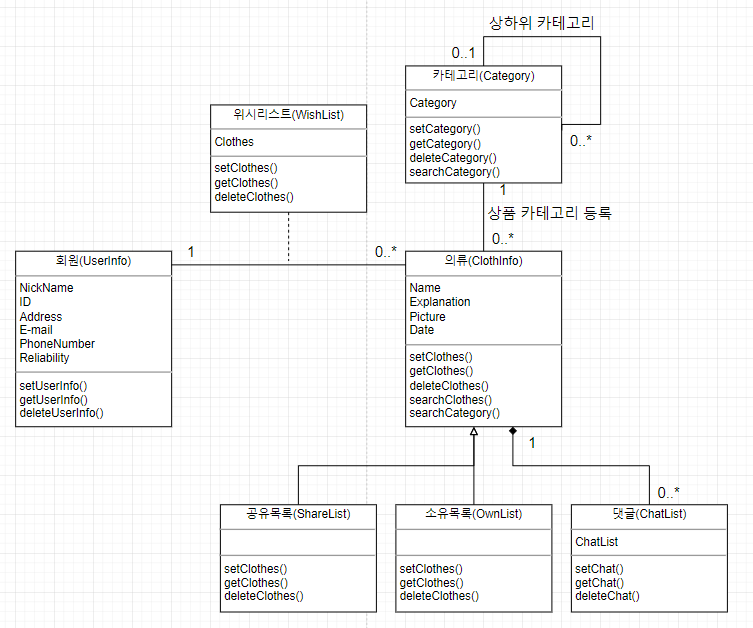 상하위 카테고리
0..1
카테고리(Category)
Category
setCategory()
getCategory()
deleteCategory()
searchCategory()
0..*
1
상품 카테고리 등록
0..*
위시리스트(WishList)
Clothes
setClothes()
getClothes()
deleteClothes()
1
0..*
회원(UserInfo)
NickName
ID
Address
E-mail
PhoneNumber
Reliability
setUserInfo()
getUserInfo()
deleteUserInfo()
의류(ClothInfo)
Name
Explanation
Picture
Date
setClothes()
getClothes()
deleteClothes()
searchClothes()
searchCategory()
1
0..*
공유목록(ShareList)
setClothes()
getClothes()
deleteClothes()
소유목록(OwnList)
setClothes()
getClothes()
deleteClothes()
댓글(ChatList)
ChatList
setChat()
getChat()
deleteChat()